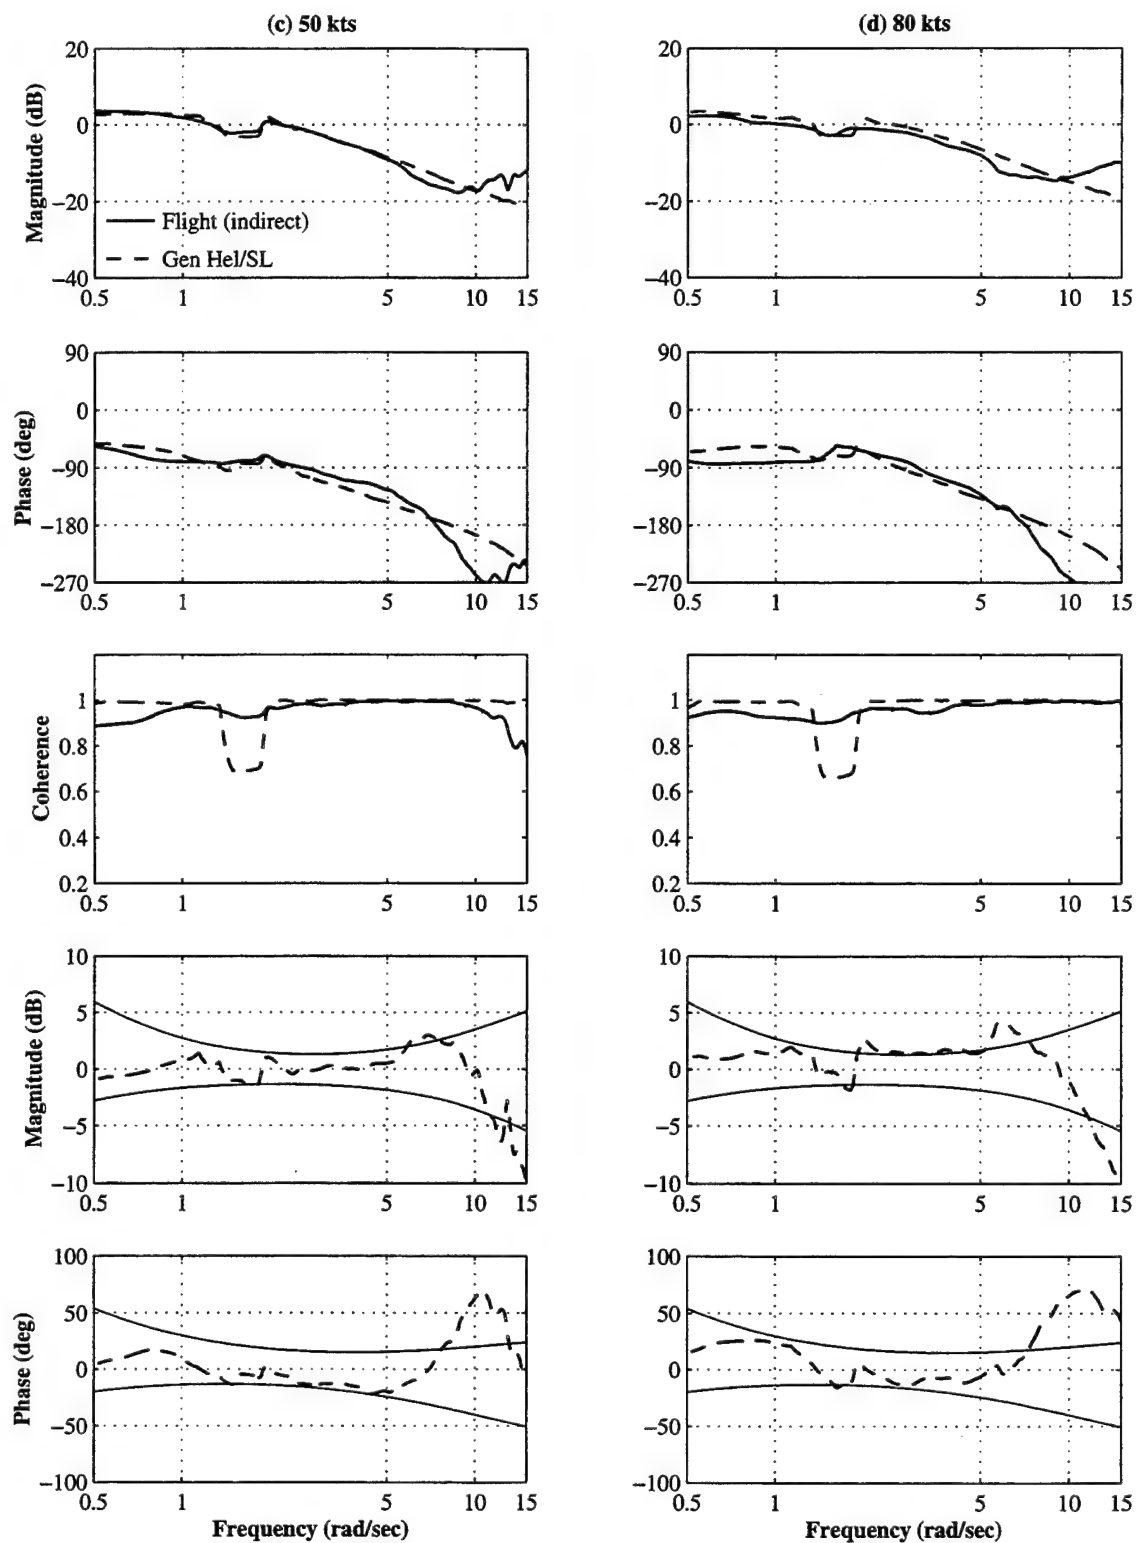 (c) 50 kts
Magnitude (dB)
20
0
−20
−40
Flight (indirect)
Gen Hel/SL
0.5 1 5 10 15
Phase (deg)
90
0
−90
−180
−270
0.5 1 5 10 15
Coherence
1
0.8
0.6
0.4
0.2
0.5 1 5 10 15
Magnitude (dB)
10
5
0
−5
−10
0.5 1 5 10 15
Phase (deg)
100
50
0
−50
−100
0.5 1 5 10 15
Frequency (rad/sec)
(d) 80 kts
20
0
−20
−40
0.5 1 5 10 15
90
0
−90
−180
−270
0.5 1 5 10 15
1
0.8
0.6
0.4
0.2
0.5 1 5 10 15
10
5
0
−5
−10
0.5 1 5 10 15
100
50
0
−50
−100
0.5 1 5 10 15
Frequency (rad/sec)